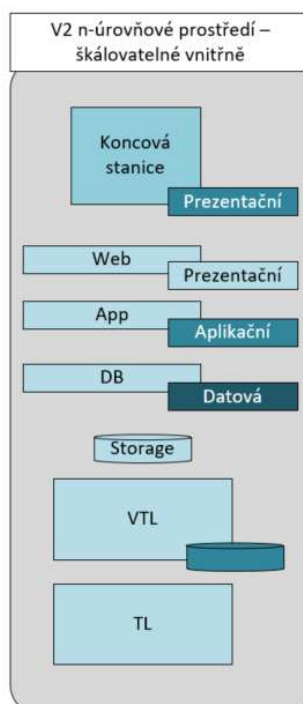 V2 n-úrovňové prostředí –
škálovatelné vnitřně
Koncová
stanice
Prezentační
Web
Prezentační
App
Aplikační
DB
Datová
Storage
VTL
TL